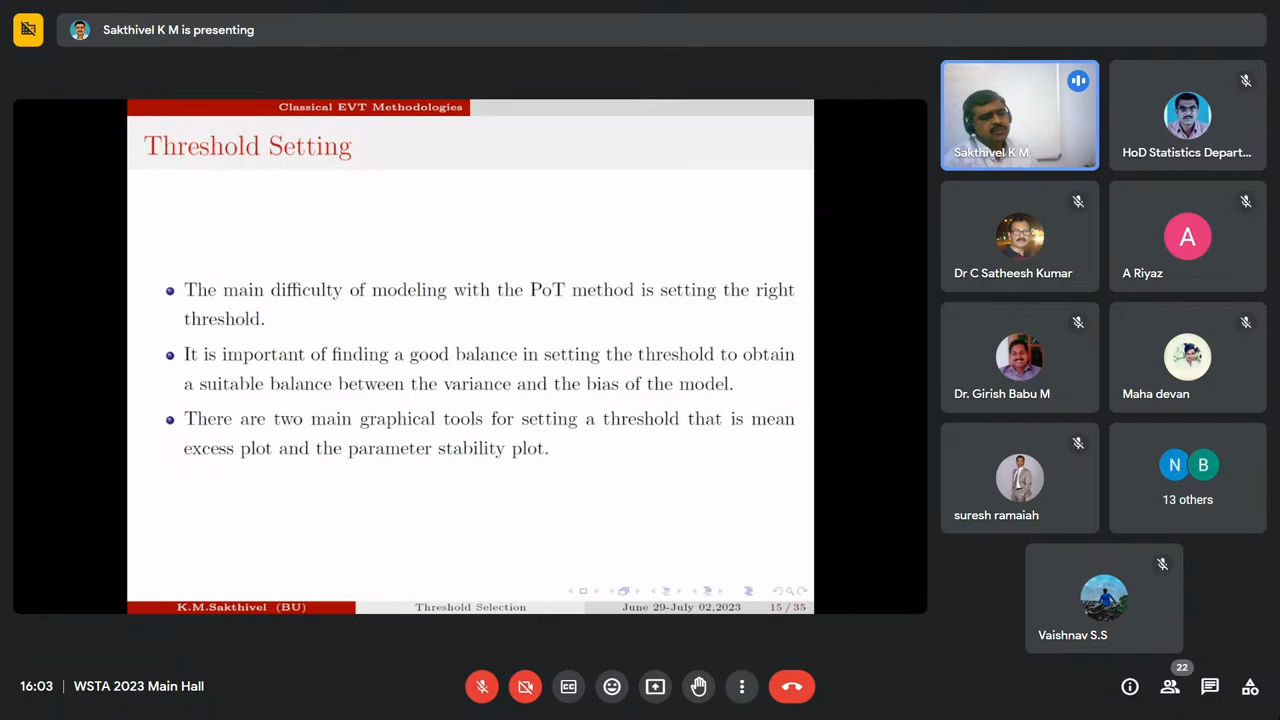 Sakthivel K M is presenting
Classical EVT Methodologies
Threshold Setting
The main difficulty of modeling with the PoT method is setting the right
threshold.
It is important of finding a good balance in setting the threshold to obtain
a suitable balance between the variance and the bias of the model.
There are two main graphical tools for setting a threshold that is mean
excess plot and the parameter stability plot.
K.M.Sakthivel (BU)
Threshold Selection
June 29-July 02,2023
15 / 35
Sakthivel K M
HoD Statistics Depart...
Dr C Satheesh Kumar
A
A Riyaz
Dr. Girish Babu M
Maha devan
suresh ramaiah
N B
13 others
Vaishnav S.S
16:03 | WSTA 2023 Main Hall
CC
22